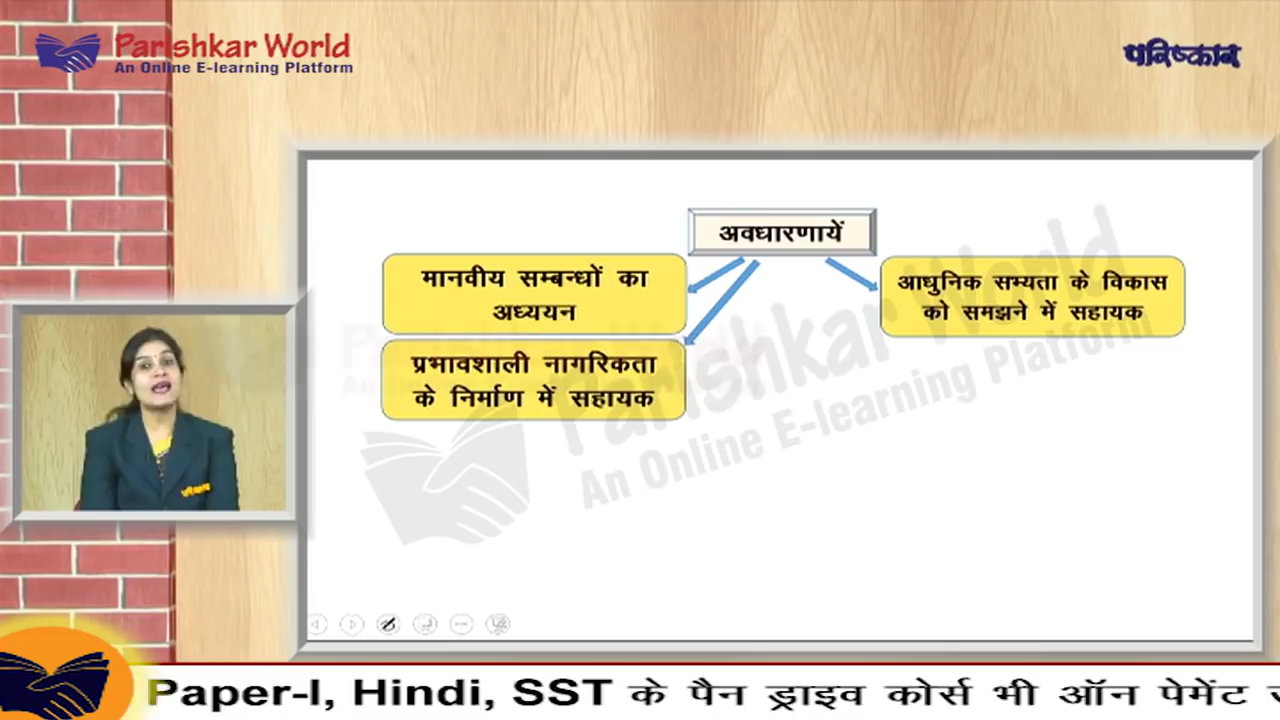 Parishkar World
An Online E-learning Platform
परिष्कार
अवधारणायें
मानवीय सम्बन्धों का
अध्ययन
आधुनिक सभ्यता के विकास
को समझने में सहायक
प्रभावशाली नागरिकता
के निर्माण में सहायक
Parishkar World
An Online E-learning Platform
Paper-I, Hindi, SST के पैन ड्राइव कोर्स भी ऑन पेमेंट